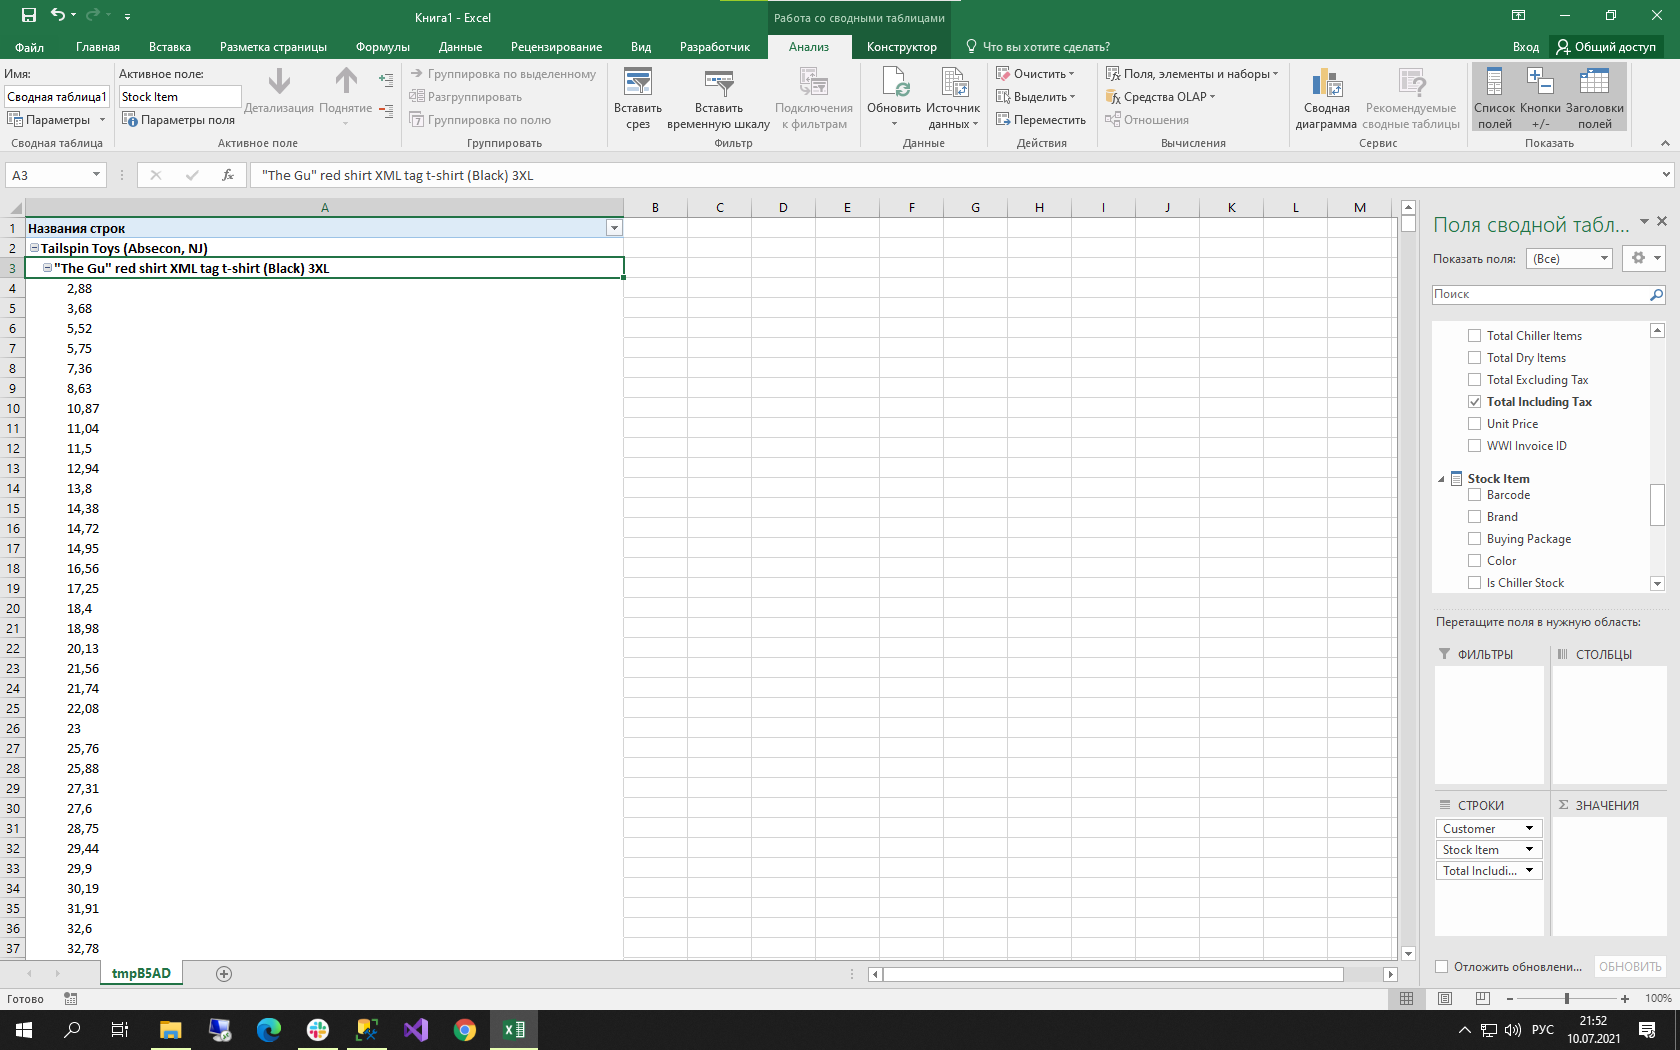 Книга1 - Excel
Работа со сводными таблицами
Файл
Главная
Вставка
Разметка страницы
Формулы
Данные
Рецензирование
Вид
Разработчик
Анализ
Конструктор
Что вы хотите сделать?
Вход
Общий доступ
Имя:
Сводная таблица1
Параметры
Сводная таблица
Активное поле:
Stock Item
Параметры поля
Детализация
Поднятие
Активное поле
Группировка по выделенному
Разгруппировать
Группировка по полю
Группировать
Вставить срез
Вставить временную шкалу
Подключения к фильтрам
Фильтр
Обновить
Источник данных
Данные
Очистить
Выделить
Переместить
Действия
Поля, элементы и наборы
Средства OLAP
Отношения
Вычисления
Сводная диаграмма
Рекомендуемые сводные таблицы
Сервис
Список полей
Кнопки +/-
Заголовки полей
Показать
A3
fx
"The Gu" red shirt XML tag t-shirt (Black) 3XL
A B C D E F G H I J K L M
1 Названия строк
2 Tailspin Toys (Absecon, NJ)
3 "The Gu" red shirt XML tag t-shirt (Black) 3XL
4 2,88
5 3,68
6 5,52
7 5,75
8 7,36
9 8,63
10 10,87
11 11,04
12 11,5
13 12,94
14 13,8
15 14,38
16 14,72
17 14,95
18 16,56
19 17,25
20 18,4
21 18,98
22 20,13
23 21,56
24 21,74
25 22,08
26 23
27 25,76
28 25,88
29 27,31
30 27,6
31 28,75
32 29,44
33 29,9
34 30,19
35 31,91
36 32,6
37 32,78
Поля сводной табл...
Показать поля:
(Все)
Поиск
Total Chiller Items
Total Dry Items
Total Excluding Tax
Total Including Tax
Unit Price
WWI Invoice ID
Stock Item
Barcode
Brand
Buying Package
Color
Is Chiller Stock
Перетащите поля в нужную область:
ФИЛЬТРЫ
СТОЛБЦЫ
СТРОКИ
ЗНАЧЕНИЯ
Customer
Stock Item
Total Includi...
Отложить обновлени...
ОБНОВИТЬ
tmpB5AD
Готово
100%
РУС
21:52
10.07.2021